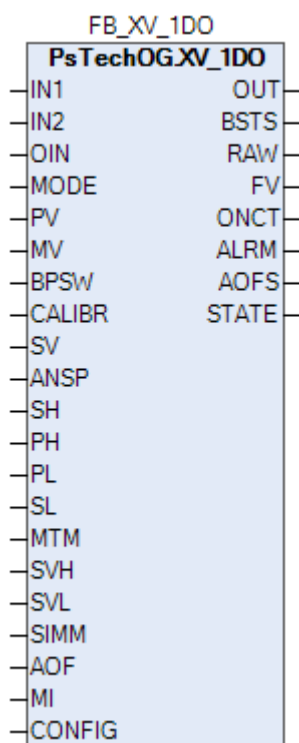 FB_XV_1DO
PsTechOG.XV_1DO
IN1 OUT
IN2 BSTS
OIN RAW
MODE FV
PV ONCT
MV ALRM
BPSW AOFS
CALIBR STATE
SV
ANSP
SH
PH
PL
SL
MTM
SVH
SVL
SIMM
AOF
MI
CONFIG